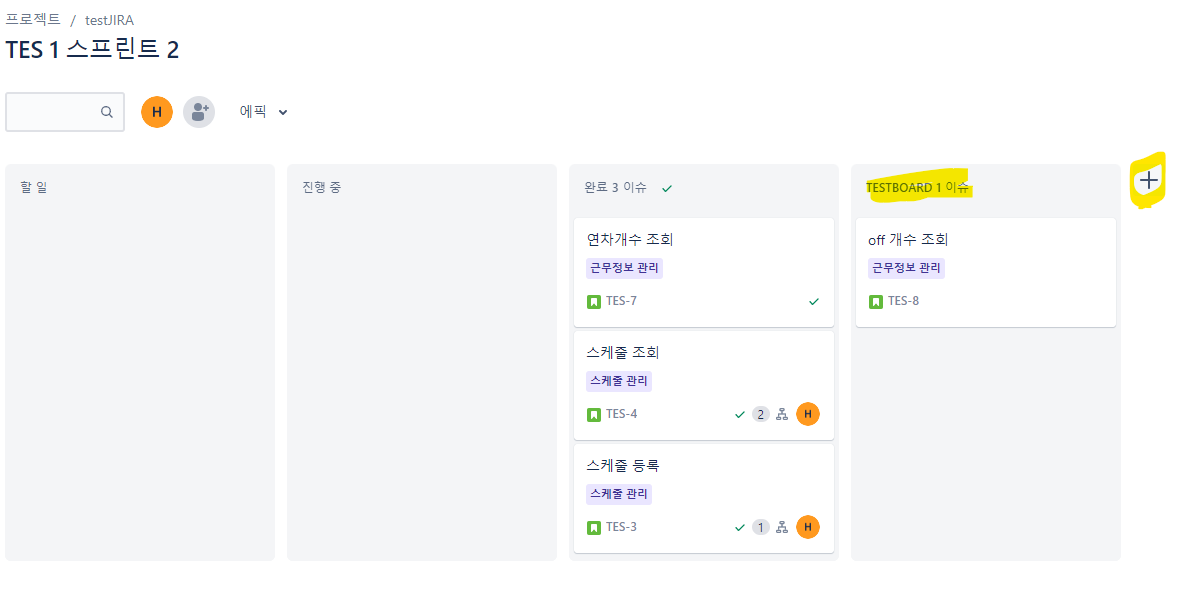 프로젝트 / testJIRA
TES 1 스프린트 2
H
에픽
할 일
진행 중
완료 3 이슈
연차개수 조회
근무정보 관리
TES-7
스케줄 조회
스케줄 관리
TES-4 2 H
스케줄 등록
스케줄 관리
TES-3 1 H
TESTBOARD 1 이슈
off 개수 조회
근무정보 관리
TES-8